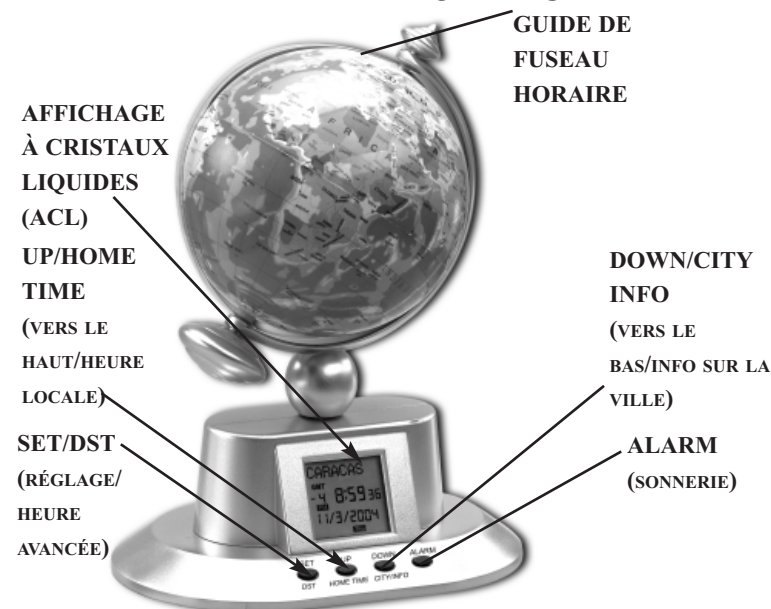 GUIDE DE
FUSEAU
HORAIRE
AFFICHAGE
À CRISTAUX
LIQUIDES
(ACL)
UP/HOME
TIME
(VERS LE
HAUT/HEURE
LOCALE)
SET/DST
(RÉGLAGE/
HEURE
AVANCÉE)
DOWN/CITY
INFO
(VERS LE
BAS/INFO SUR LA
VILLE)
ALARM
(SONNERIE)
CARACAS
GMT
-4 8:59 36
11/3/2004
SET UP DOWN ALARM
DST HOME TIME CITY/INFO